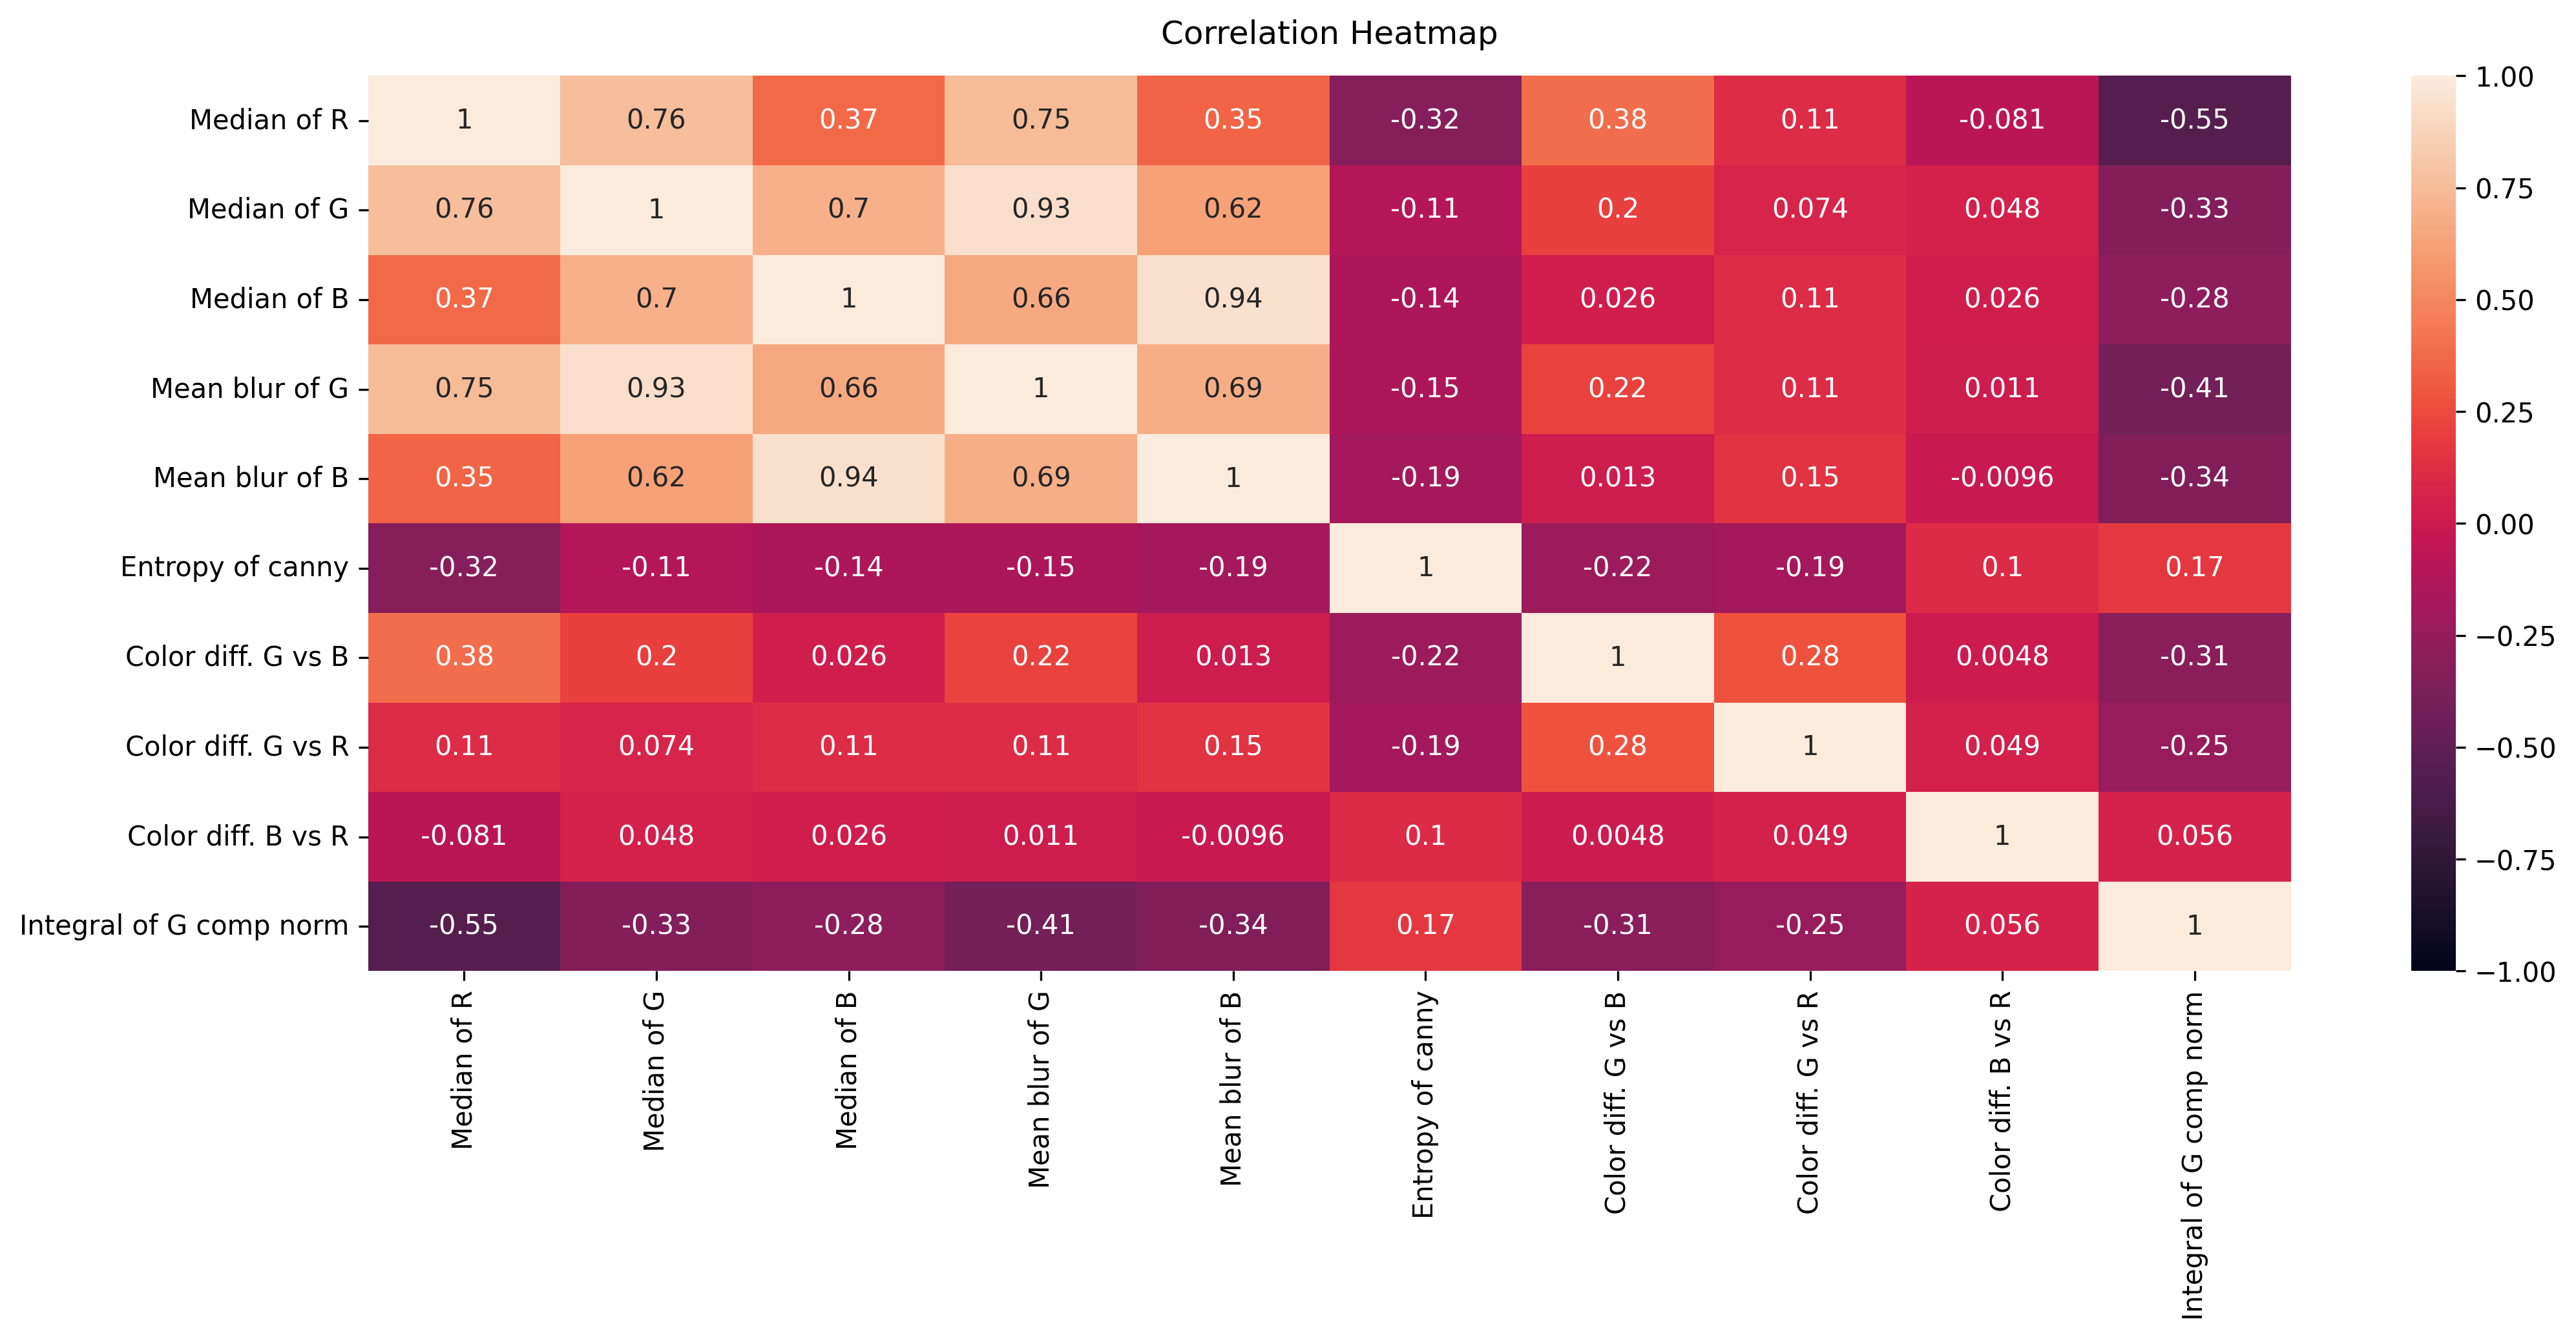 Correlation Heatmap
Median of R 1 0.76 0.37 0.75 0.35 -0.32 0.38 0.11 -0.081 -0.55
Median of G 0.76 1 0.7 0.93 0.62 -0.11 0.2 0.074 0.048 -0.33
Median of B 0.37 0.7 1 0.66 0.94 -0.14 0.026 0.11 0.026 -0.28
Mean blur of G 0.75 0.93 0.66 1 0.69 -0.15 0.22 0.11 0.011 -0.41
Mean blur of B 0.35 0.62 0.94 0.69 1 -0.19 0.013 0.15 -0.0096 -0.34
Entropy of canny -0.32 -0.11 -0.14 -0.15 -0.19 1 -0.22 -0.19 0.1 0.17
Color diff. G vs B 0.38 0.2 0.026 0.22 0.013 -0.22 1 0.28 0.0048 -0.31
Color diff. G vs R 0.11 0.074 0.11 0.11 0.15 -0.19 0.28 1 0.049 -0.25
Color diff. B vs R -0.081 0.048 0.026 0.011 -0.0096 0.1 0.0048 0.049 1 0.056
Integral of G comp norm -0.55 -0.33 -0.28 -0.41 -0.34 0.17 -0.31 -0.25 0.056 1
Median of R
Median of G
Median of B
Mean blur of G
Mean blur of B
Entropy of canny
Color diff. G vs B
Color diff. G vs R
Color diff. B vs R
Integral of G comp norm
1.00
0.75
0.50
0.25
0.00
−0.25
−0.50
−0.75
−1.00